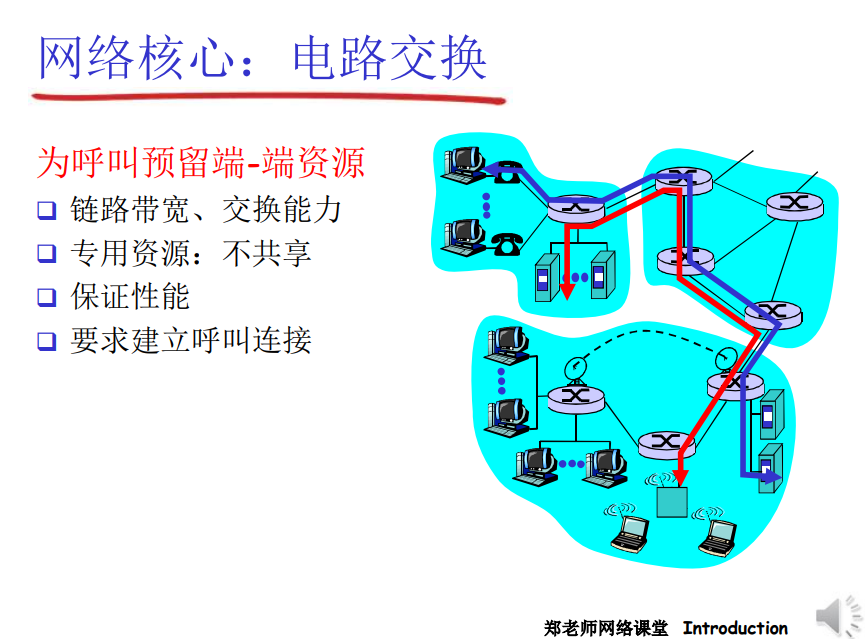 网络核心：电路交换
为呼叫预留端-端资源
链路带宽、交换能力
专用资源：不共享
保证性能
要求建立呼叫连接
郑老师网络课堂 Introduction